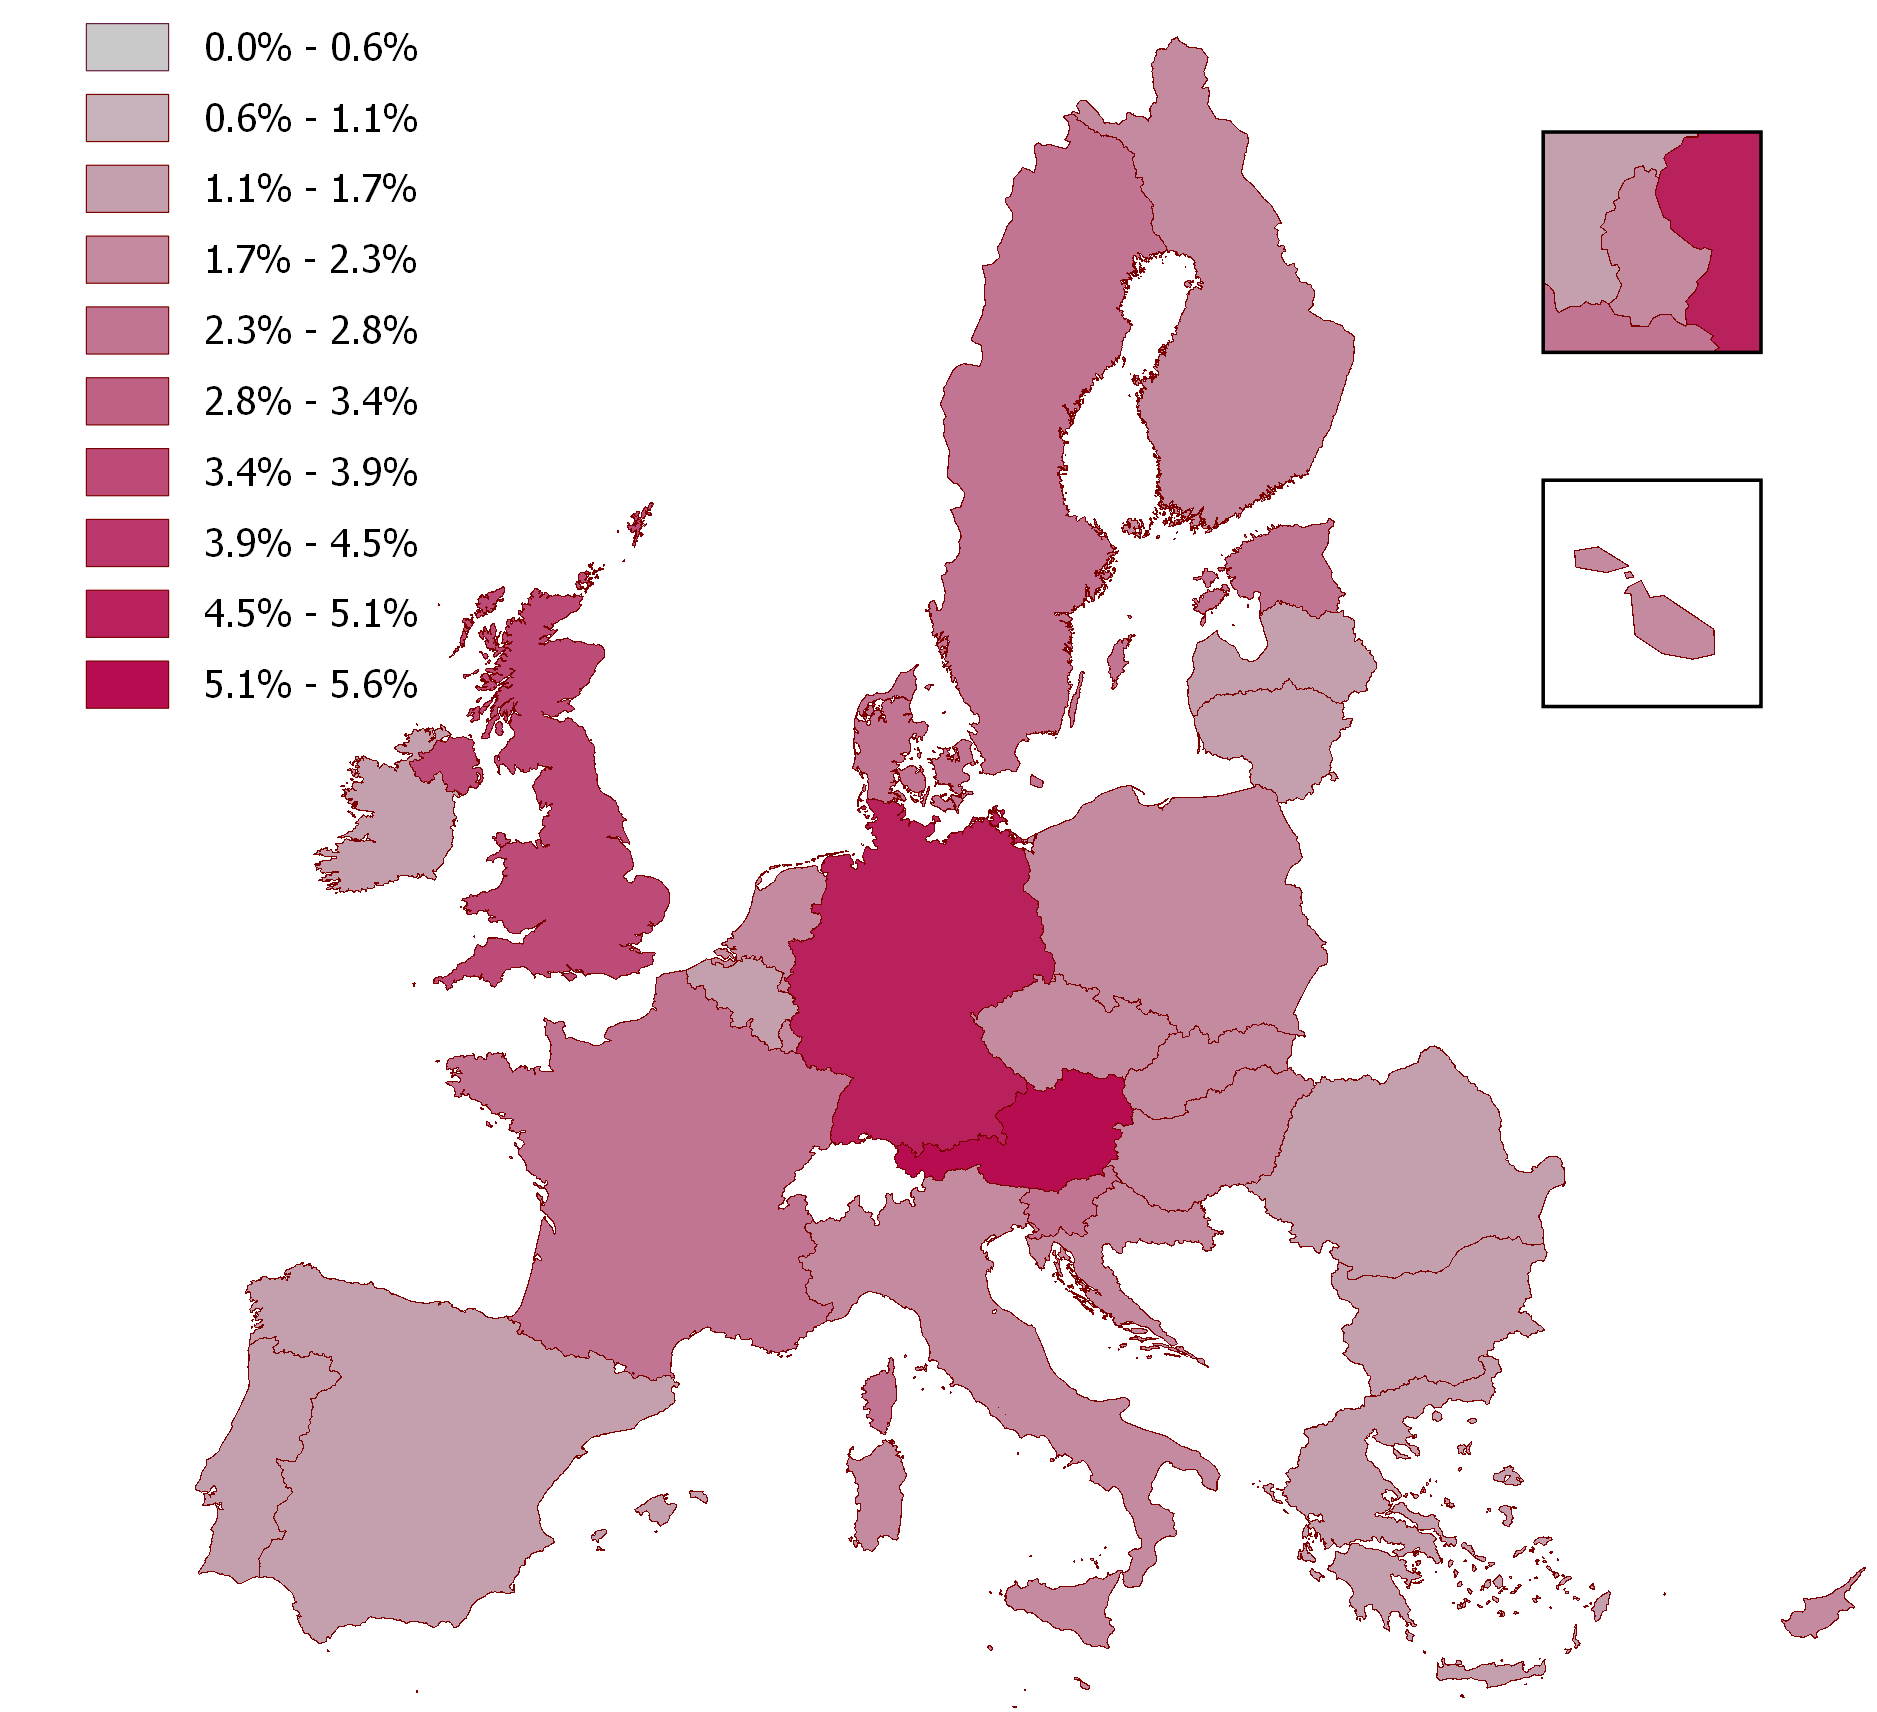 0.0% - 0.6%
0.6% - 1.1%
1.1% - 1.7%
1.7% - 2.3%
2.3% - 2.8%
2.8% - 3.4%
3.4% - 3.9%
3.9% - 4.5%
4.5% - 5.1%
5.1% - 5.6%